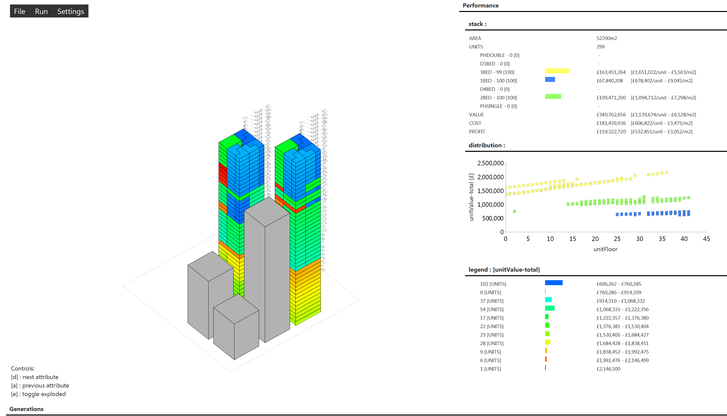 File Run Settings
Performance
stack :
AREA 52200m2
UNITS 299
PHDOUBLE - 0 [0] -
D3BED - 0 [0] -
3BED - 99 [100] £163,451,264 [£1,651,022/unit - £5,503/m2]
1BED - 100 [100] £67,840,208 [£678,402/unit - £9,045/m2]
D4BED - 0 [0] -
2BED - 100 [100] £109,471,200 [£1,094,712/unit - £7,298/m2]
PHSINGLE - 0 [0] -
VALUE £340,762,656 [£1,139,674/unit - £6,528/m2]
COST £181,439,936 [£606,822/unit - £3,475/m2]
PROFIT £159,322,720 [£532,851/unit - £3,052/m2]
distribution :
unitValue-total [£]
2,500,000
2,000,000
1,500,000
1,000,000
500,000
0
0 5 10 15 20 25 30 35 40 45
unitFloor
legend : [unitValue-total]
102 [UNITS] £606,262 - £760,285
0 [UNITS] £760,286 - £914,309
37 [UNITS] £914,310 - £1,068,332
54 [UNITS] £1,068,333 - £1,222,356
17 [UNITS] £1,222,357 - £1,376,380
22 [UNITS] £1,376,381 - £1,530,404
23 [UNITS] £1,530,405 - £1,684,427
28 [UNITS] £1,684,428 - £1,838,451
9 [UNITS] £1,838,452 - £1,992,475
6 [UNITS] £1,992,476 - £2,146,499
1 [UNITS] £2,146,500
Controls:
[d] : next attribute
[a] : previous attribute
[e] : toggle exploded
Generations